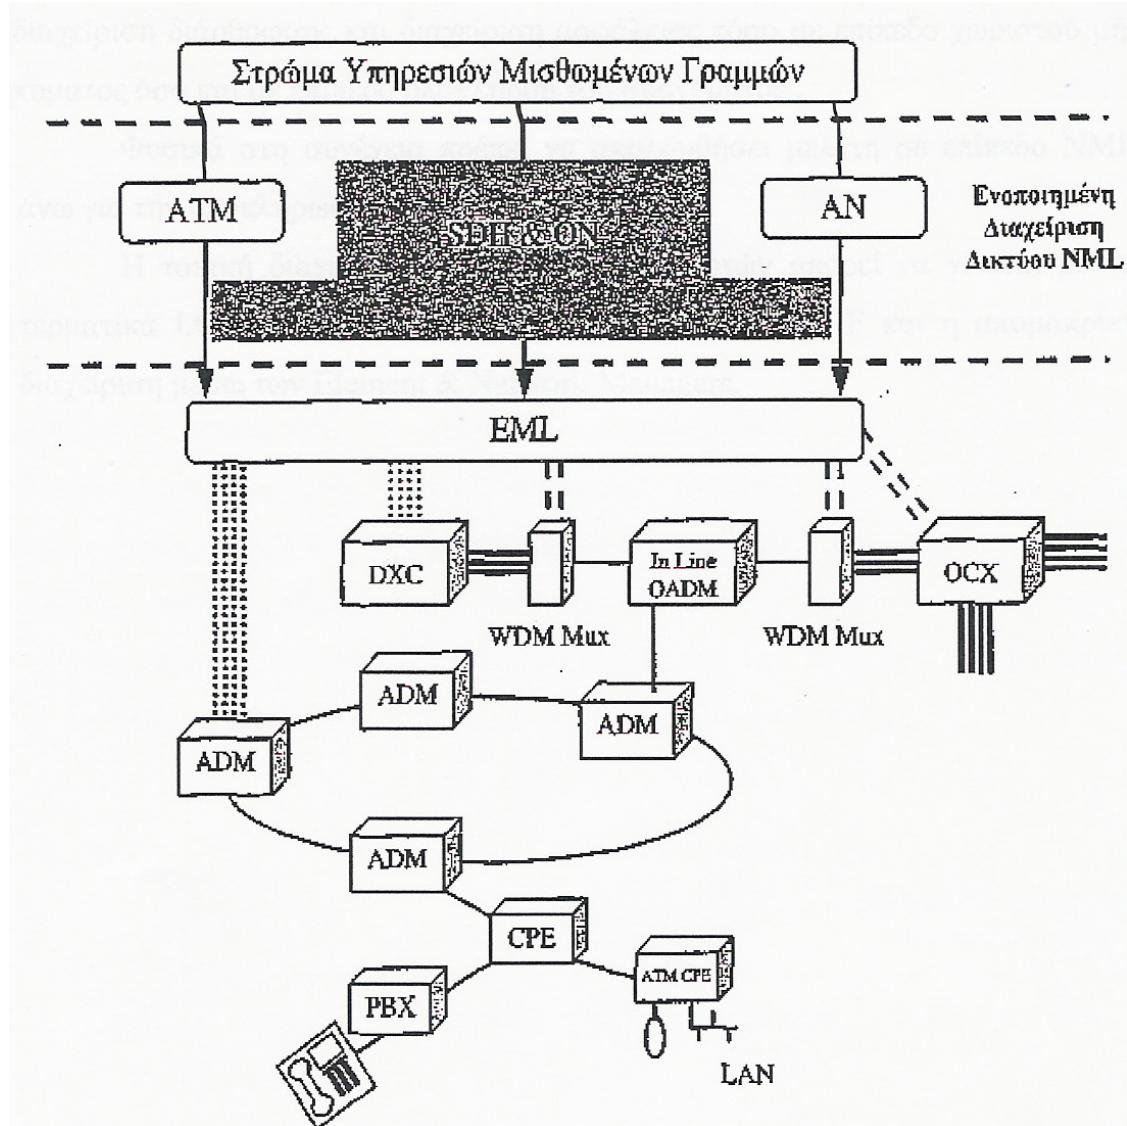 Στρώμα Υπηρεσιών Μισθωμένων Γραμμών
ATM
SDH & ON
AN
Ενοποιημένη
Διαχείριση
Δικτύου NML
EML
DXC
In Line
OADM
OCX
WDM Mux
WDM Mux
ADM
ADM
ADM
ADM
CPE
ATM CPE
PBX
LAN